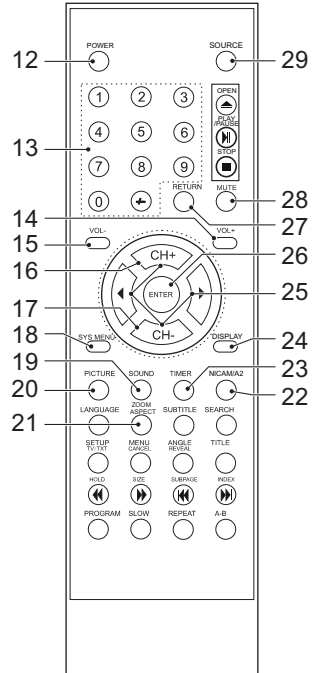 POWER
SOURCE
12
29
OPEN
1 2 3
PLAY
/PAUSE
13
4 5 6
STOP
7 8 9
RETURN
MUTE
28
0 -/--
27
14
VOL-
VOL+
15
26
16
CH+
ENTER
25
17
CH-
18
SYS MENU
DISPLAY
24
19
23
PICTURE SOUND TIMER NICAM/A2
20
22
21
LANGUAGE ZOOM SUBTITLE SEARCH
ASPECT
SETUP MENU ANGLE TITLE
TV/TXT CANCEL REVEAL
HOLD SIZE SUBPAGE INDEX
PROGRAM SLOW REPEAT A-B